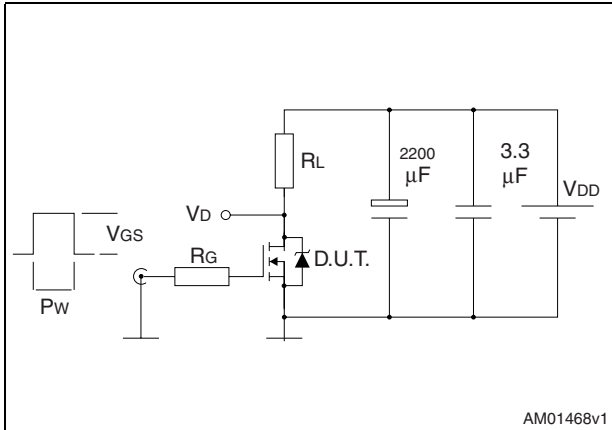 RL
2200
μF
3.3
μF
VDD
VD
VGS
RG
D.U.T.
PW
AM01468v1